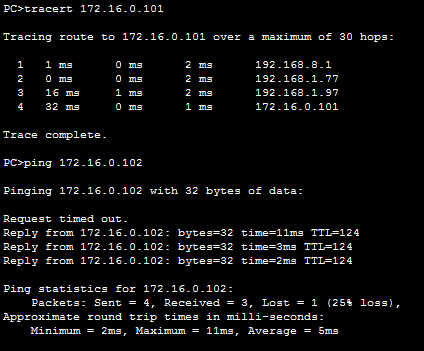 PC>tracert 172.16.0.101
Tracing route to 172.16.0.101 over a maximum of 30 hops:
1 1 ms 0 ms 2 ms 192.168.8.1
2 0 ms 0 ms 2 ms 192.168.1.77
3 16 ms 1 ms 2 ms 192.168.1.97
4 32 ms 0 ms 1 ms 172.16.0.101
Trace complete.
PC>ping 172.16.0.102
Pinging 172.16.0.102 with 32 bytes of data:
Request timed out.
Reply from 172.16.0.102: bytes=32 time=11ms TTL=124
Reply from 172.16.0.102: bytes=32 time=3ms TTL=124
Reply from 172.16.0.102: bytes=32 time=2ms TTL=124
Ping statistics for 172.16.0.102:
Packets: Sent = 4, Received = 3, Lost = 1 (25% loss),
Approximate round trip times in milli-seconds:
Minimum = 2ms, Maximum = 11ms, Average = 5ms